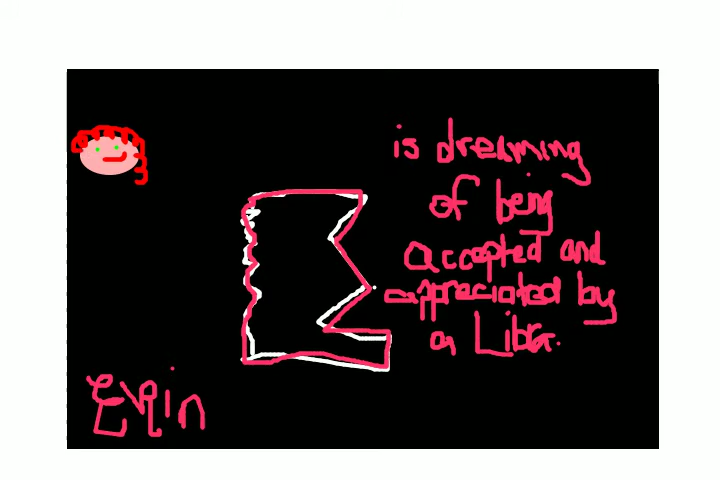 is dreaming
of being
accepted and
appreciated by
a Libra.
Erin